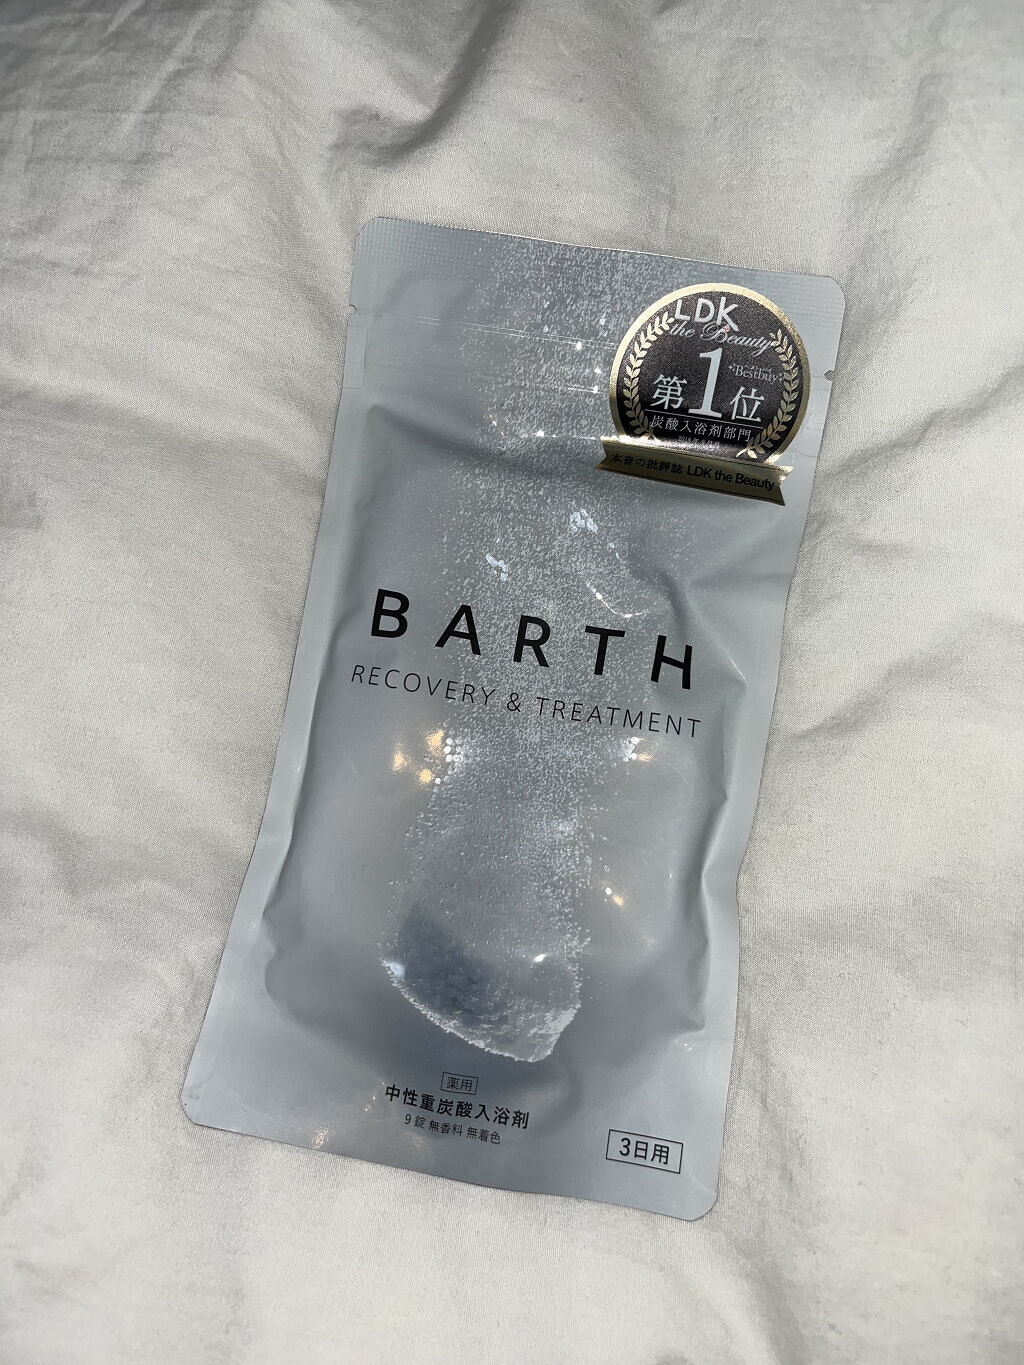 LDK
the Beauty
Bestbuy
第1位
炭酸入浴剤部門
本音の批評誌 LDK the Beauty
BARTH
RECOVERY & TREATMENT
薬用
中性重炭酸入浴剤
9錠 無香料 無着色
3日用